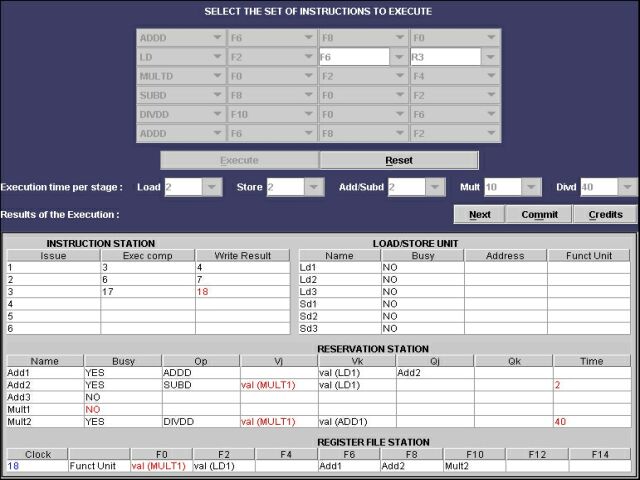 SELECT THE SET OF INSTRUCTIONS TO EXECUTE
ADDD F6 F8 F0
LD F2 F6 R3
MULTD F0 F2 F4
SUBD F8 F0 F2
DIVDD F10 F0 F6
ADDD F6 F8 F2
Execute Reset
Execution time per stage : Load 2 Store 2 Add/Subd 2 Mult 10 Divd 40
Results of the Execution : Next Commit Credits
INSTRUCTION STATION LOAD/STORE UNIT
Issue Exec comp Write Result Name Busy Address Funct Unit
1 3 4 Ld1 NO
2 6 7 Ld2 NO
3 17 18 Ld3 NO
4 Sd1 NO
5 Sd2 NO
6 Sd3 NO
RESERVATION STATION
Name Busy Op Vj Vk Qj Qk Time
Add1 YES ADDD val (LD1) Add2
Add2 YES SUBD val (MULT1) val (LD1) 2
Add3 NO
Mult1 NO
Mult2 YES DIVDD val (MULT1) val (ADD1) 40
REGISTER FILE STATION
Clock F0 F2 F4 F6 F8 F10 F12 F14
18 Funct Unit val (MULT1) val (LD1) Add1 Add2 Mult2